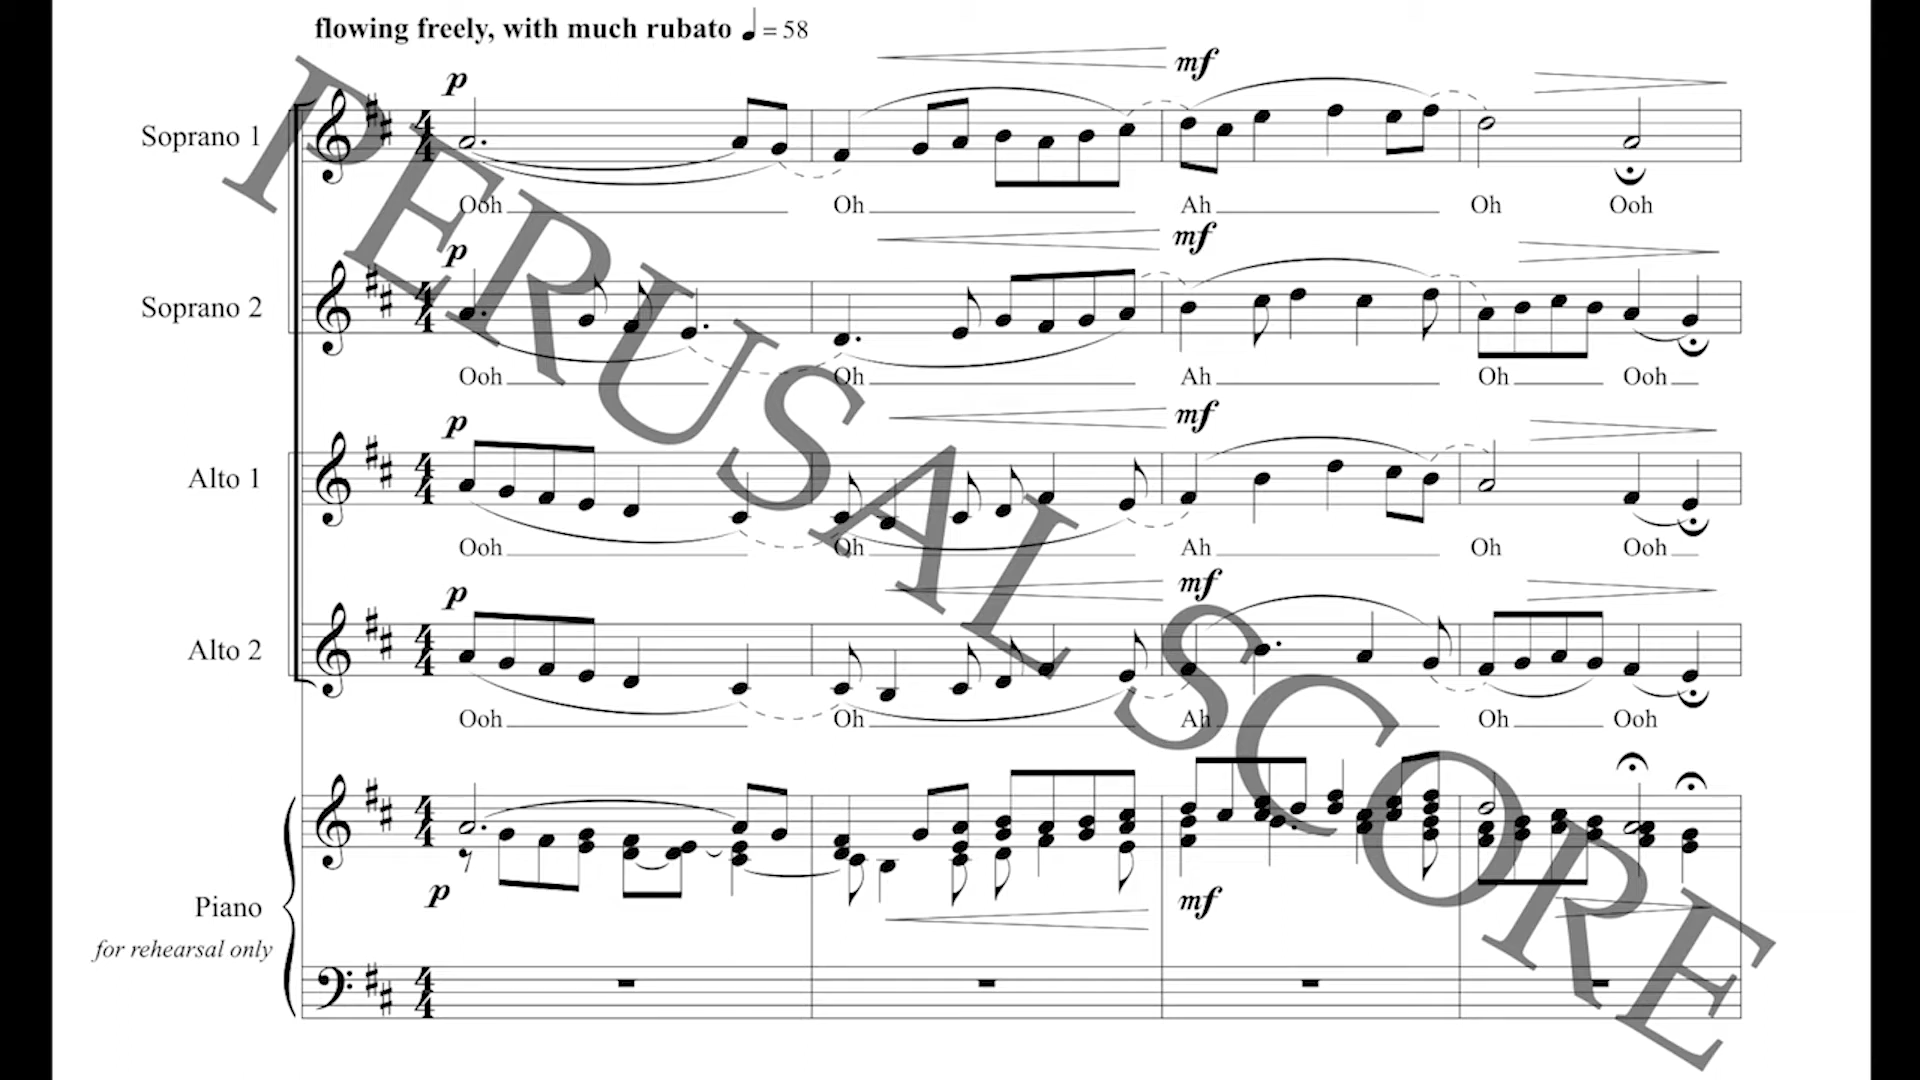 flowing freely, with much rubato ♩ = 58
p mf
Soprano 1
Ooh Oh Ah Oh Ooh
p mf
Soprano 2
Ooh Oh Ah Oh Ooh
p mf
Alto 1
Ooh Oh Ah Oh Ooh
p mf
Alto 2
Ooh Oh Ah Oh Ooh
p mf
Piano
for rehearsal only
PERUSAL SCORE